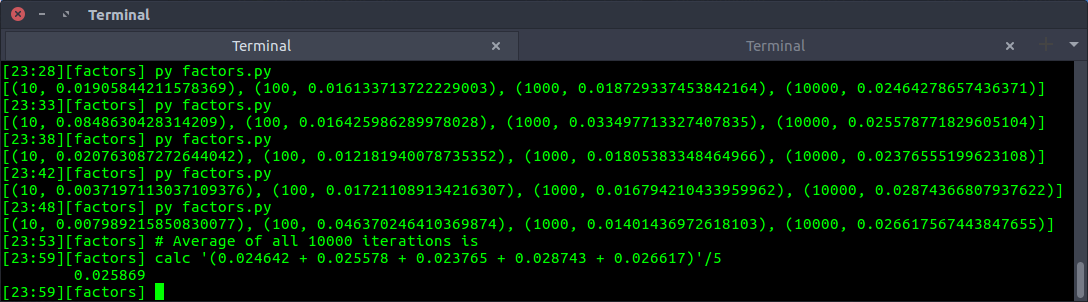 Terminal
Terminal Terminal
[23:28][factors] py factors.py
[(10, 0.01905844211578369), (100, 0.016133713722229003), (1000, 0.018729337453842164), (10000, 0.02464278657436371)]
[23:33][factors] py factors.py
[(10, 0.0848630428314209), (100, 0.016425986289978028), (1000, 0.033497713327407835), (10000, 0.025578771829605104)]
[23:38][factors] py factors.py
[(10, 0.020763087272644042), (100, 0.012181940078735352), (1000, 0.01805383348464966), (10000, 0.02376555199623108)]
[23:42][factors] py factors.py
[(10, 0.0037197113037109376), (100, 0.017211089134216307), (1000, 0.016794210433959962), (10000, 0.02874366807937622)]
[23:48][factors] py factors.py
[(10, 0.007989215850830077), (100, 0.046370246410369874), (1000, 0.01401436972618103), (10000, 0.026617567443847655)]
[23:53][factors] # Average of all 10000 iterations is
[23:59][factors] calc '(0.024642 + 0.025578 + 0.023765 + 0.028743 + 0.026617)'/5
0.025869
[23:59][factors]